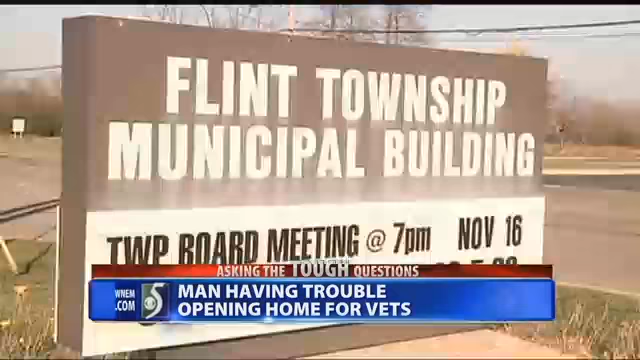 FLINT TOWNSHIP
MUNICIPAL BUILDING
TWP BOARD MEETING @ 7pm NOV 16
ASKING THE TOUGH QUESTIONS
WNEM
.COM
5
MAN HAVING TROUBLE
OPENING HOME FOR VETS